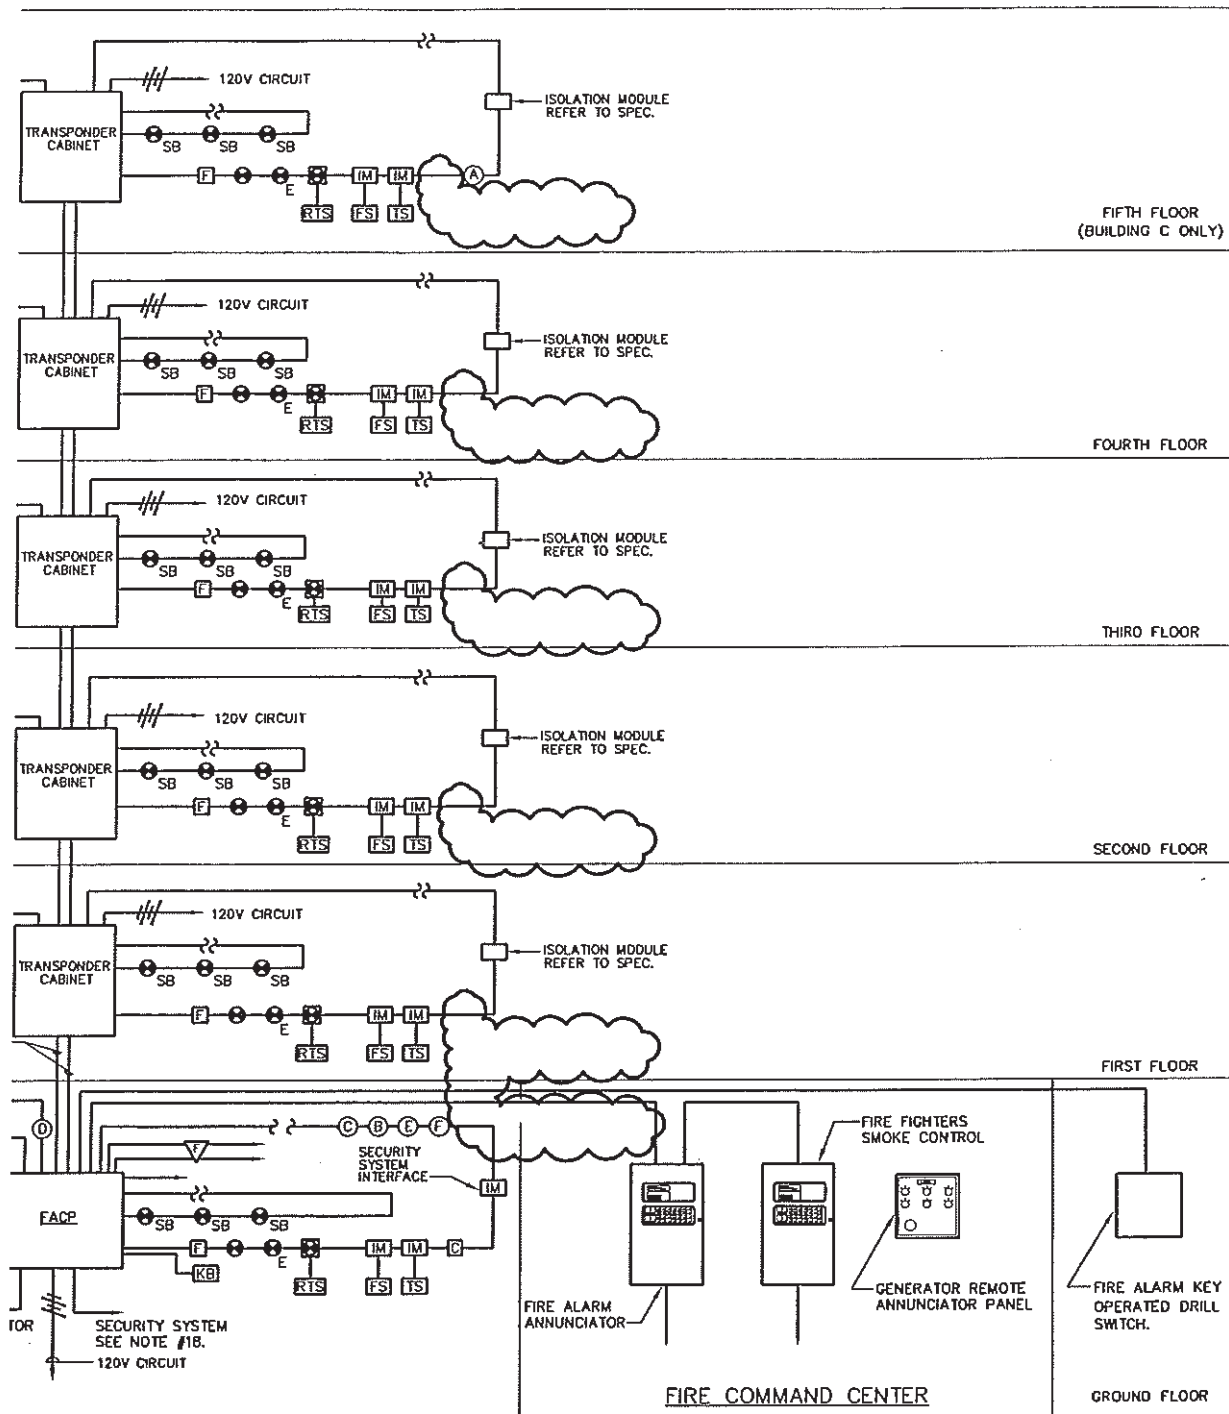 120V CIRCUIT
ISOLATION MODULE
REFER TO SPEC.
TRANSPONDER
CABINET
SB SB SB
F E IM IM A
RTS FS TS
FIFTH FLOOR
(BUILDING C ONLY)
120V CIRCUIT
ISOLATION MODULE
REFER TO SPEC.
TRANSPONDER
CABINET
SB SB SB
F E IM IM
RTS FS TS
FOURTH FLOOR
120V CIRCUIT
ISOLATION MODULE
REFER TO SPEC.
TRANSPONDER
CABINET
SB SB SB
F E IM IM
RTS FS TS
THIRD FLOOR
120V CIRCUIT
ISOLATION MODULE
REFER TO SPEC.
TRANSPONDER
CABINET
SB SB SB
F E IM IM
RTS FS TS
SECOND FLOOR
120V CIRCUIT
ISOLATION MODULE
REFER TO SPEC.
TRANSPONDER
CABINET
SB SB SB
F E IM IM
RTS FS TS
FIRST FLOOR
D
C B E F
F
SECURITY
SYSTEM
INTERFACE
IM
FACP
SB SB SB
F E IM IM C
KB
RTS FS TS
TOR
SECURITY SYSTEM
SEE NOTE #18.
120V CIRCUIT
FIRE FIGHTERS
SMOKE CONTROL
FIRE ALARM
ANNUNCIATOR
GENERATOR REMOTE
ANNUNCIATOR PANEL
FIRE ALARM KEY
OPERATED DRILL
SWITCH.
FIRE COMMAND CENTER
GROUND FLOOR